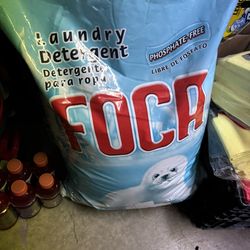 Laundry
Detergent
Detergente
para ropa
PHOSPHATE-FREE
LIBRE DE FOSFATO
FOCA